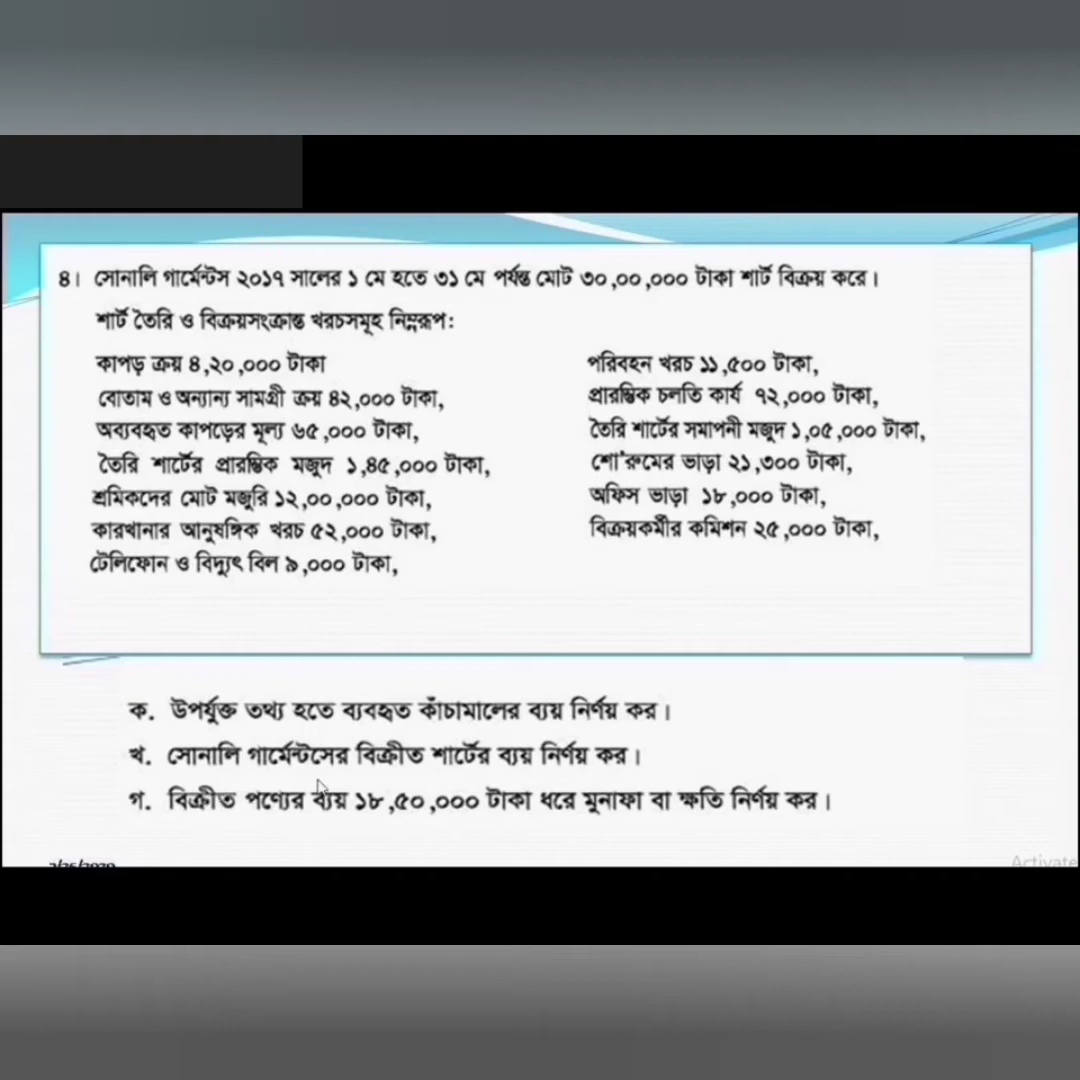 ৪। সোনালি গার্মেন্টস ২০১৭ সালের ১ মে হতে ৩১ মে পর্যন্ত মোট ৩০,০০,০০০ টাকা শার্ট বিক্রয় করে।
শার্ট তৈরি ও বিক্রয়সংক্রান্ত খরচসমূহ নিম্নরূপ:
কাপড় ক্রয় ৪,২০,০০০ টাকা
বোতাম ও অন্যান্য সামগ্রী ক্রয় ৪২,০০০ টাকা,
অব্যবহৃত কাপড়ের মূল্য ৬৫,০০০ টাকা,
তৈরি শার্টের প্রারম্ভিক মজুদ ১,৪৫,০০০ টাকা,
শ্রমিকদের মোট মজুরি ১২,০০,০০০ টাকা,
কারখানার আনুষঙ্গিক খরচ ৫২,০০০ টাকা,
টেলিফোন ও বিদ্যুৎ বিল ৯,০০০ টাকা,
পরিবহন খরচ ১১,৫০০ টাকা,
প্রারম্ভিক চলতি কার্য ৭২,০০০ টাকা,
তৈরি শার্টের সমাপনী মজুদ ১,০৫,০০০ টাকা,
শো'রুমের ভাড়া ২১,৩০০ টাকা,
অফিস ভাড়া ১৮,০০০ টাকা,
বিক্রয়কর্মীর কমিশন ২৫,০০০ টাকা,
ক. উপর্যুক্ত তথ্য হতে ব্যবহৃত কাঁচামালের ব্যয় নির্ণয় কর।
খ. সোনালি গার্মেন্টসের বিক্রীত শার্টের ব্যয় নির্ণয় কর।
গ. বিক্রীত পণ্যের ব্যয় ১৮,৫০,০০০ টাকা ধরে মুনাফা বা ক্ষতি নির্ণয় কর।
Activate